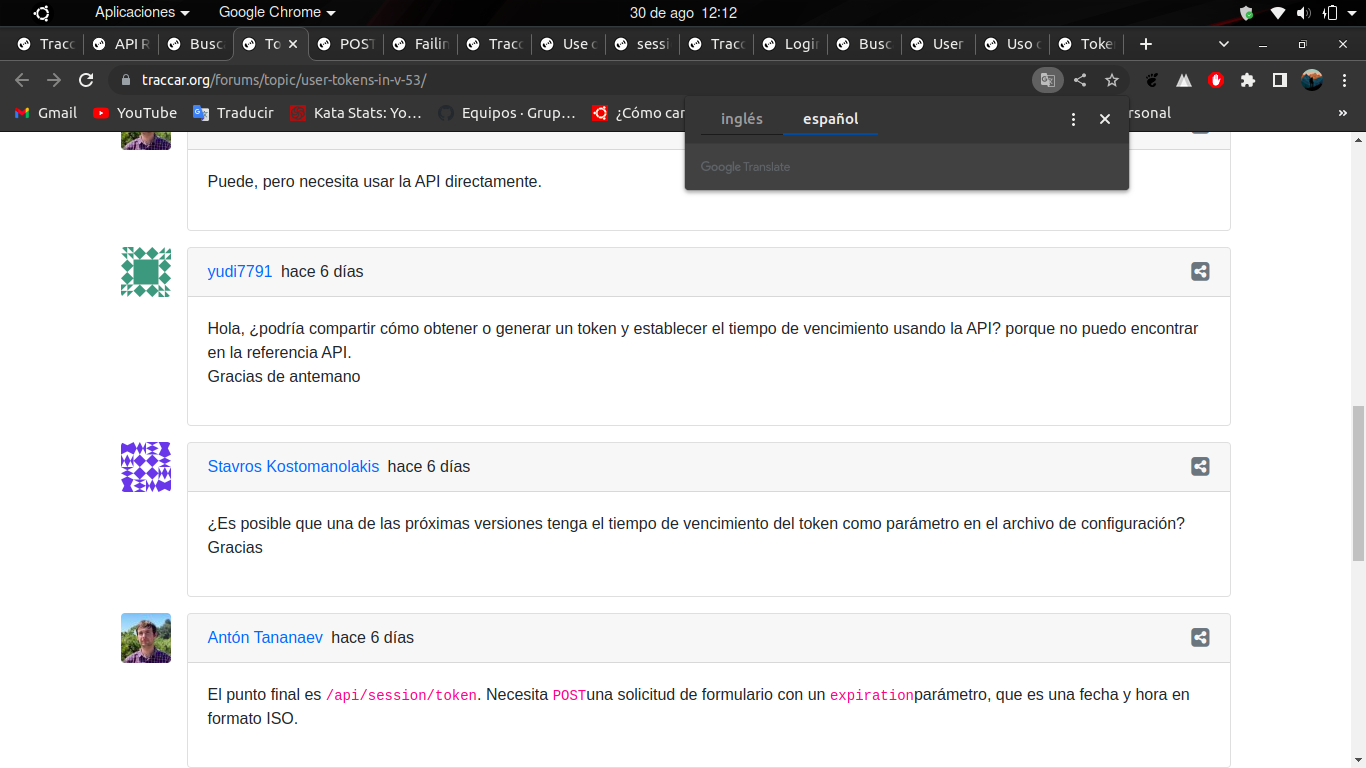 Aplicaciones
Google Chrome
30 de ago 12:12
Tracc
API R
Busc
To
POST
Failin
Tracc
Use c
sessi
Tracc
Login
Busc
User
Uso c
Toke
traccar.org/forums/topic/user-tokens-in-v-53/
Gmail
YouTube
Traducir
Kata Stats: Yo...
Equipos · Grup...
¿Cómo car
rsonal
»
inglés
español
Google Translate
Puede, pero necesita usar la API directamente.
yudi7791 hace 6 días
Hola, ¿podría compartir cómo obtener o generar un token y establecer el tiempo de vencimiento usando la API? porque no puedo encontrar
en la referencia API.
Gracias de antemano
Stavros Kostomanolakis hace 6 días
¿Es posible que una de las próximas versiones tenga el tiempo de vencimiento del token como parámetro en el archivo de configuración?
Gracias
Antón Tananaev hace 6 días
El punto final es /api/session/token. Necesita POSTuna solicitud de formulario con un expirationparámetro, que es una fecha y hora en
formato ISO.